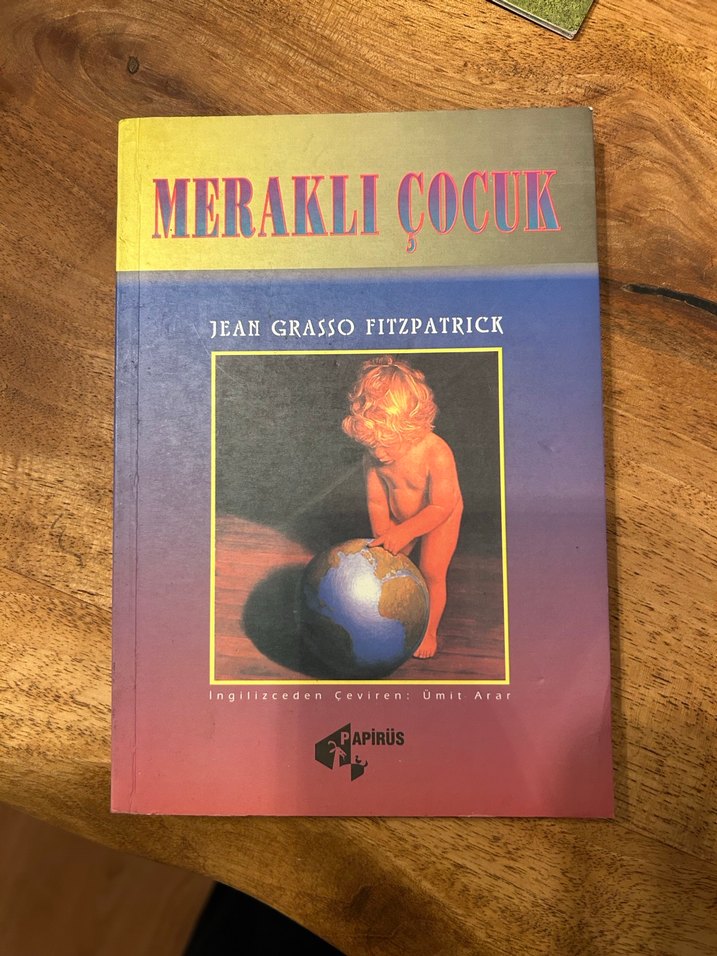 MERAKLI ÇOCUK
JEAN GRASSO FITZPATRICK
İngilizceden Çeviren: Ümit Arar
PAPİRÜS